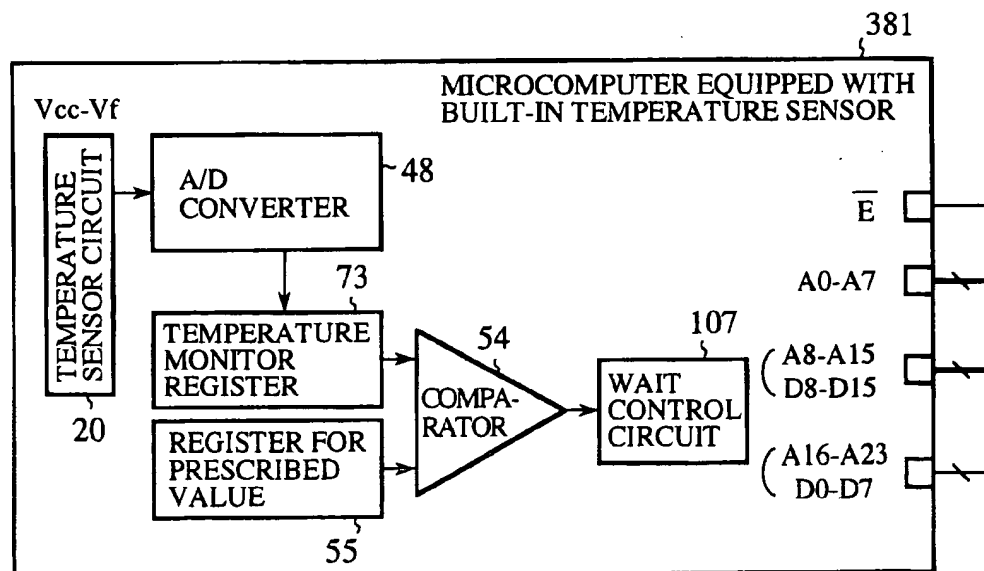 381
MICROCOMPUTER EQUIPPED WITH
BUILT-IN TEMPERATURE SENSOR
Vcc-Vf
TEMPERATURE
SENSOR CIRCUIT
20
A/D
CONVERTER
48
73
TEMPERATURE
MONITOR
REGISTER
REGISTER FOR
PRESCRIBED
VALUE
55
54
COMPA-
RATOR
107
WAIT
CONTROL
CIRCUIT
E
A0-A7
A8-A15
D8-D15
A16-A23
D0-D7